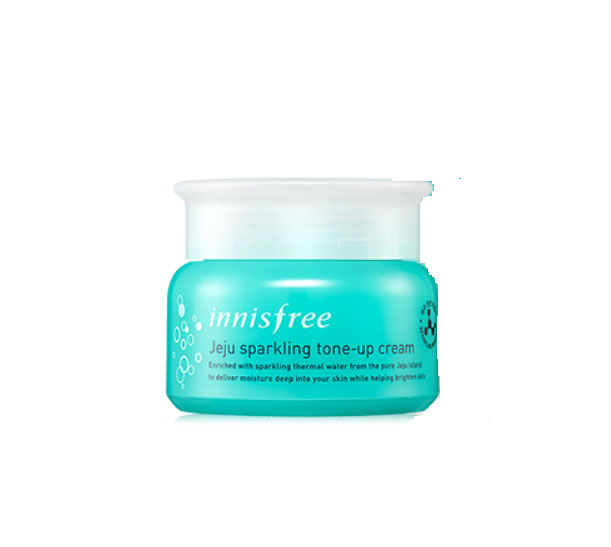 innisfree
Jeju sparkling tone-up cream
Enriched with sparkling thermal water from the pure Jeju island
to deliver moisture deep into your skin while helping brighten skin